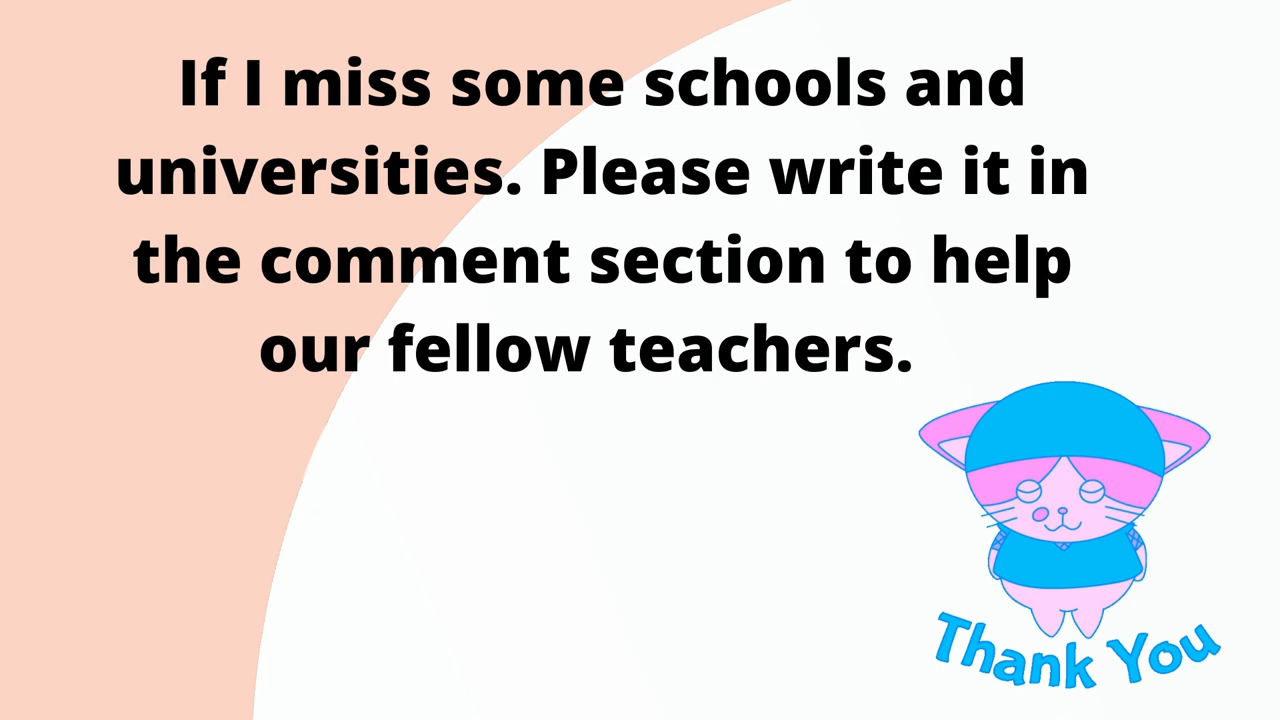 If I miss some schools and
universities. Please write it in
the comment section to help
our fellow teachers.
Thank You